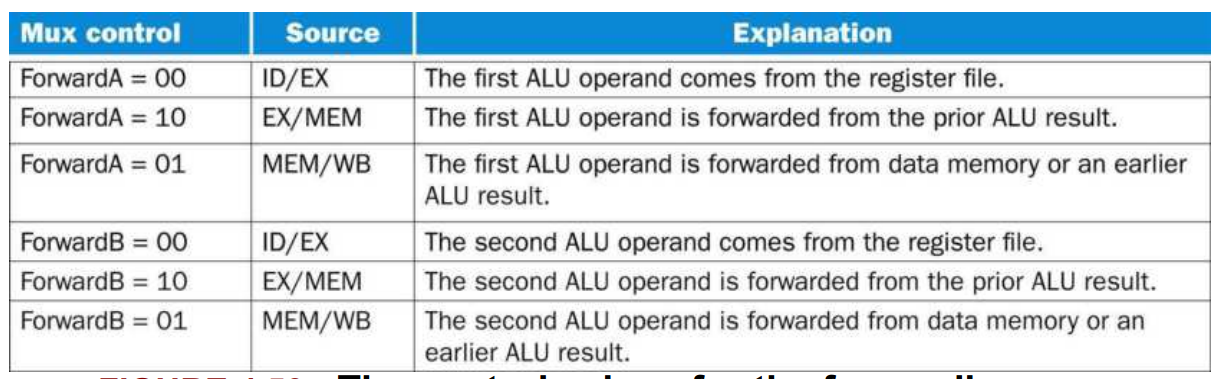 Mux control Source Explanation
ForwardA = 00 ID/EX The first ALU operand comes from the register file.
ForwardA = 10 EX/MEM The first ALU operand is forwarded from the prior ALU result.
ForwardA = 01 MEM/WB The first ALU operand is forwarded from data memory or an earlier
ALU result.
ForwardB = 00 ID/EX The second ALU operand comes from the register file.
ForwardB = 10 EX/MEM The second ALU operand is forwarded from the prior ALU result.
ForwardB = 01 MEM/WB The second ALU operand is forwarded from data memory or an
earlier ALU result.